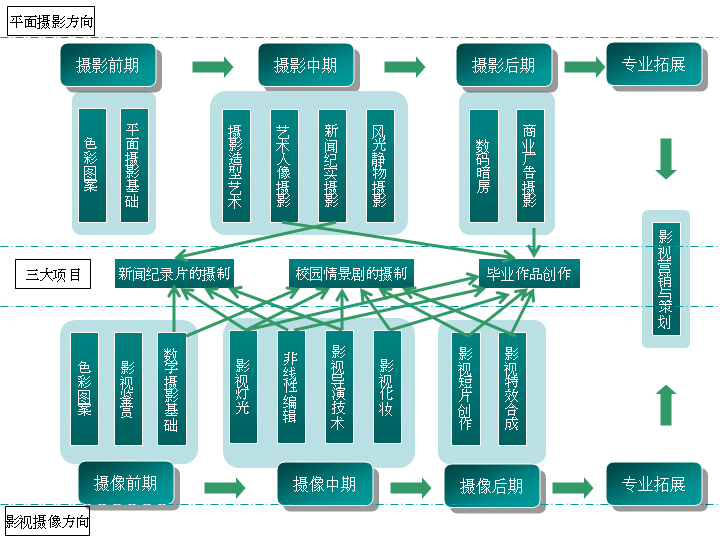 平面摄影方向
摄影前期
摄影中期
摄影后期
专业拓展
色彩图案
平面摄影基础
摄影造型艺术
艺术人像摄影
新闻纪实摄影
风光静物摄影
数码暗房
商业广告摄影
影视营销与策划
三大项目
新闻纪录片的摄制
校园情景剧的摄制
毕业作品创作
色彩图案
影视鉴赏
数字摄影基础
影视灯光
非线性编辑
影视导演技术
影视化妆
影视短片创作
影视特效合成
摄像前期
摄像中期
摄像后期
专业拓展
影视摄像方向